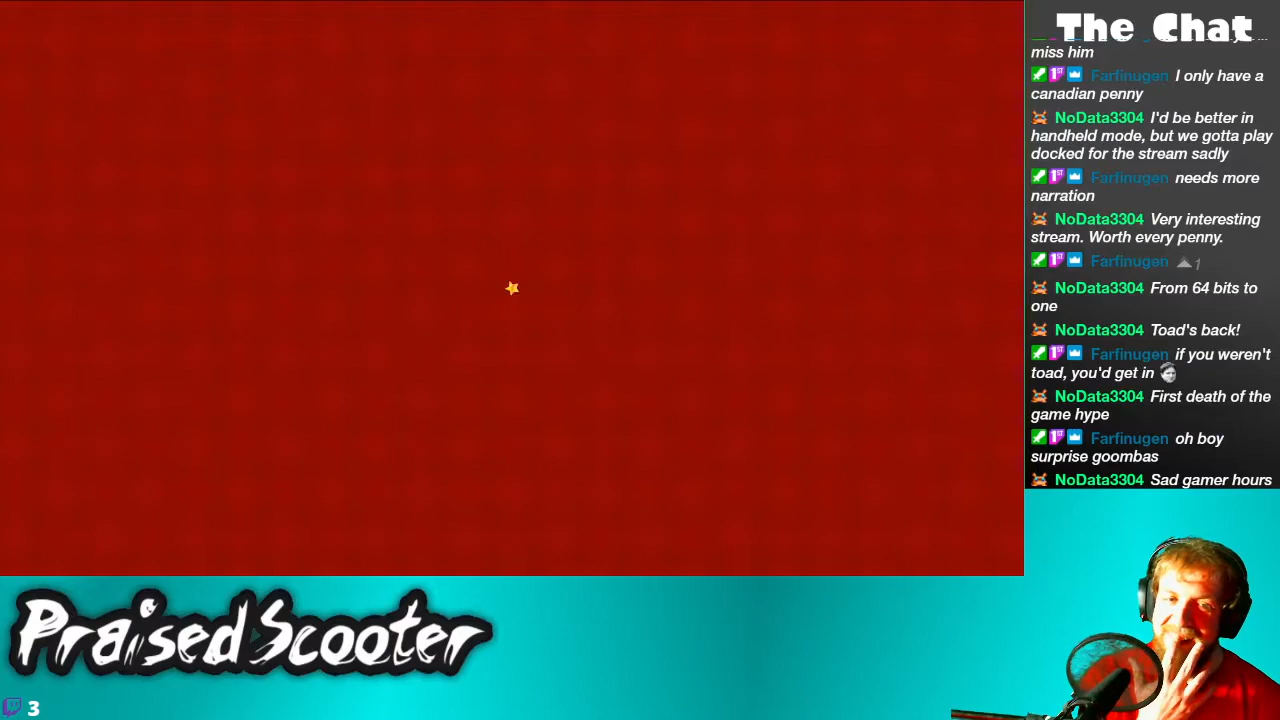 The Chat
miss him
Farfinugen I only have a
canadian penny
NoData3304 I'd be better in
handheld mode, but we gotta play
docked for the stream sadly
Farfinugen needs more
narration
NoData3304 Very interesting
stream. Worth every penny.
Farfinugen 1
NoData3304 From 64 bits to
one
NoData3304 Toad's back!
Farfinugen if you weren't
toad, you'd get in
NoData3304 First death of the
game hype
Farfinugen oh boy
surprise goombas
NoData3304 Sad gamer hours
PraisedScooter
3